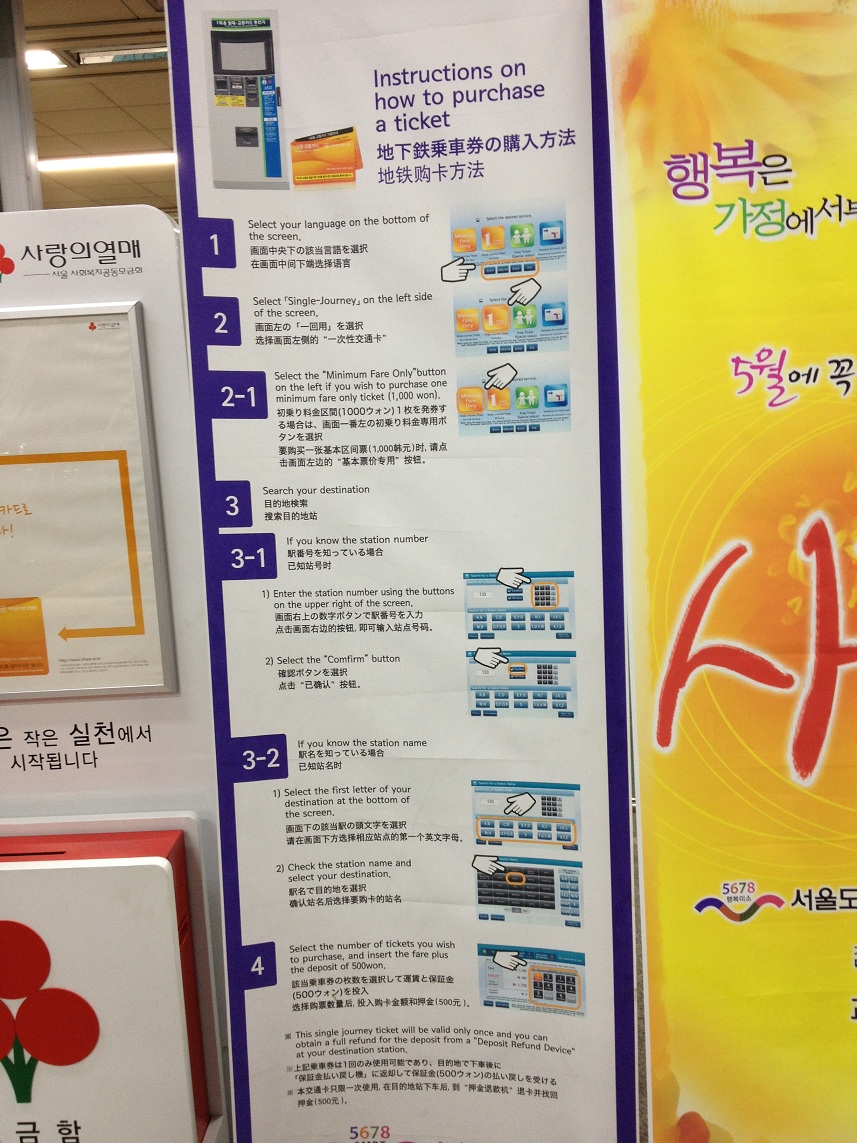 Instructions on
how to purchase
a ticket
地下鉄乗車券の購入方法
地铁购卡方法
1
Select your language on the bottom of
the screen.
画面中央下の該当言語を選択
在画面中间下端选择语言
2
Select「Single-Journey」on the left side
of the screen.
画面左の「一回用」を選択
选择画面左侧的“一次性交通卡”
2-1
Select the "Minimum Fare Only"button
on the left if you wish to purchase one
minimum fare only ticket (1,000 won).
初乗り料金区間(1000ウォン)1枚を発券す
る場合は、画面一番左の初乗り料金専用ボ
タンを選択
要购买一张基本区间票(1,000韩元)时, 请点
击画面左边的“基本票价专用”按钮。
3
Search your destination
目的地検索
搜索目的地站
3-1
If you know the station number
駅番号を知っている場合
已知站号时
1) Enter the station number using the buttons
on the upper right of the screen.
画面右上の数字ボタンで駅番号を入力
点击画面右边的按钮, 即可输入站点号码。
2) Select the "Comfirm" button
確認ボタンを選択
点击“已确认”按钮。
3-2
If you know the station name
駅名を知っている場合
已知站名时
1) Select the first letter of your
destination at the bottom of
the screen.
画面下の該当駅の頭文字を選択
请在画面下方选择相应站点的第一个英文字母。
2) Check the station name and
select your destination.
駅名で目的地を選択
确认站名后选择要购卡的站名
4
Select the number of tickets you wish
to purchase, and insert the fare plus
the deposit of 500won.
該当乗車券の枚数を選択して運賃と保証金
(500ウォン)を投入
选择购票数量后, 投入购卡金额和押金(500元)。
※ This single journey ticket will be valid only once and you can
obtain a full refund for the deposit from a "Deposit Refund Device"
at your destination station.
※上記乗車券は1回のみ使用可能であり、目的地で下車後に
「保証金払い戻し機」に返却して保証金(500ウォン)の払い戻しを受ける
※ 本交通卡只限一次使用, 在目的地站下车后, 到“押金退款机”退卡并找回
押金(500元)。
5678
사랑의열매
서울 사회복지공동모금회
카드로
은 작은 실천에서
시작됩니다
금함
행복은
가정에서부
5월에 꼭
사
5678
행복미소
서울도